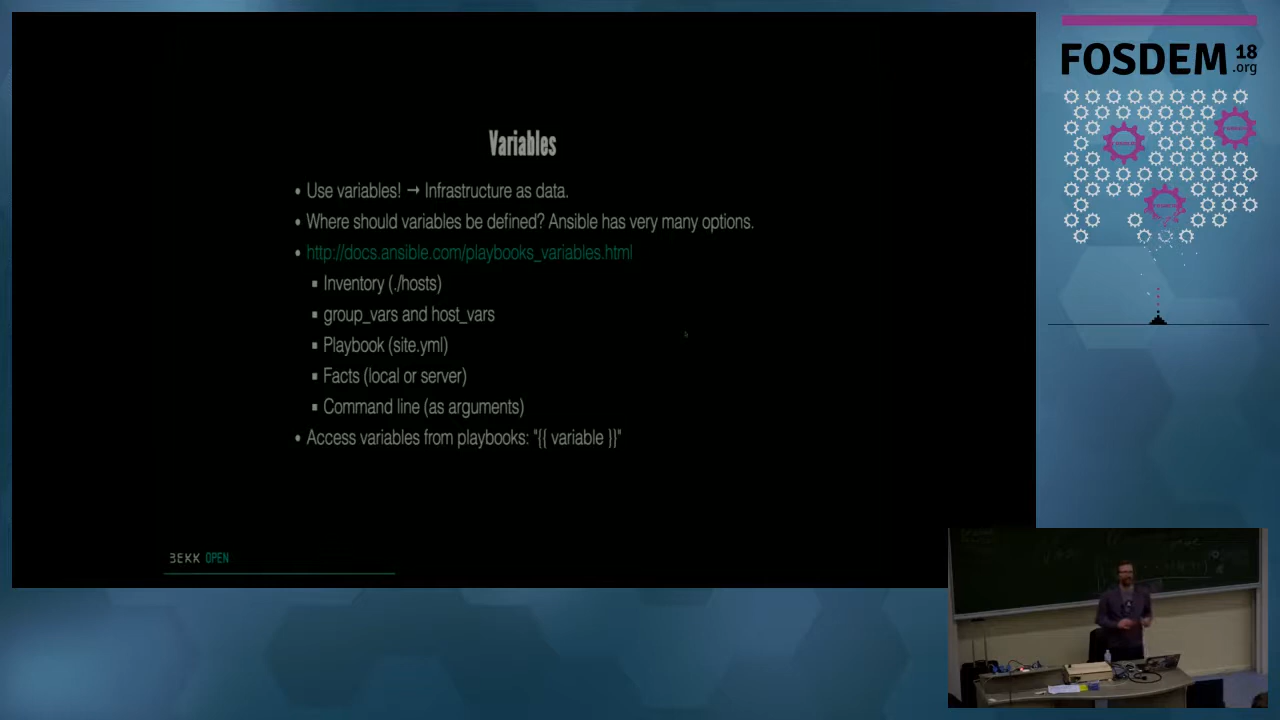 FOSDEM 18
.org
Variables
• Use variables! → Infrastructure as data.
• Where should variables be defined? Ansible has very many options.
• http://docs.ansible.com/playbooks_variables.html
▪ Inventory (./hosts)
▪ group_vars and host_vars
▪ Playbook (site.yml)
▪ Facts (local or server)
▪ Command line (as arguments)
• Access variables from playbooks: "{{ variable }}"
BEKK OPEN